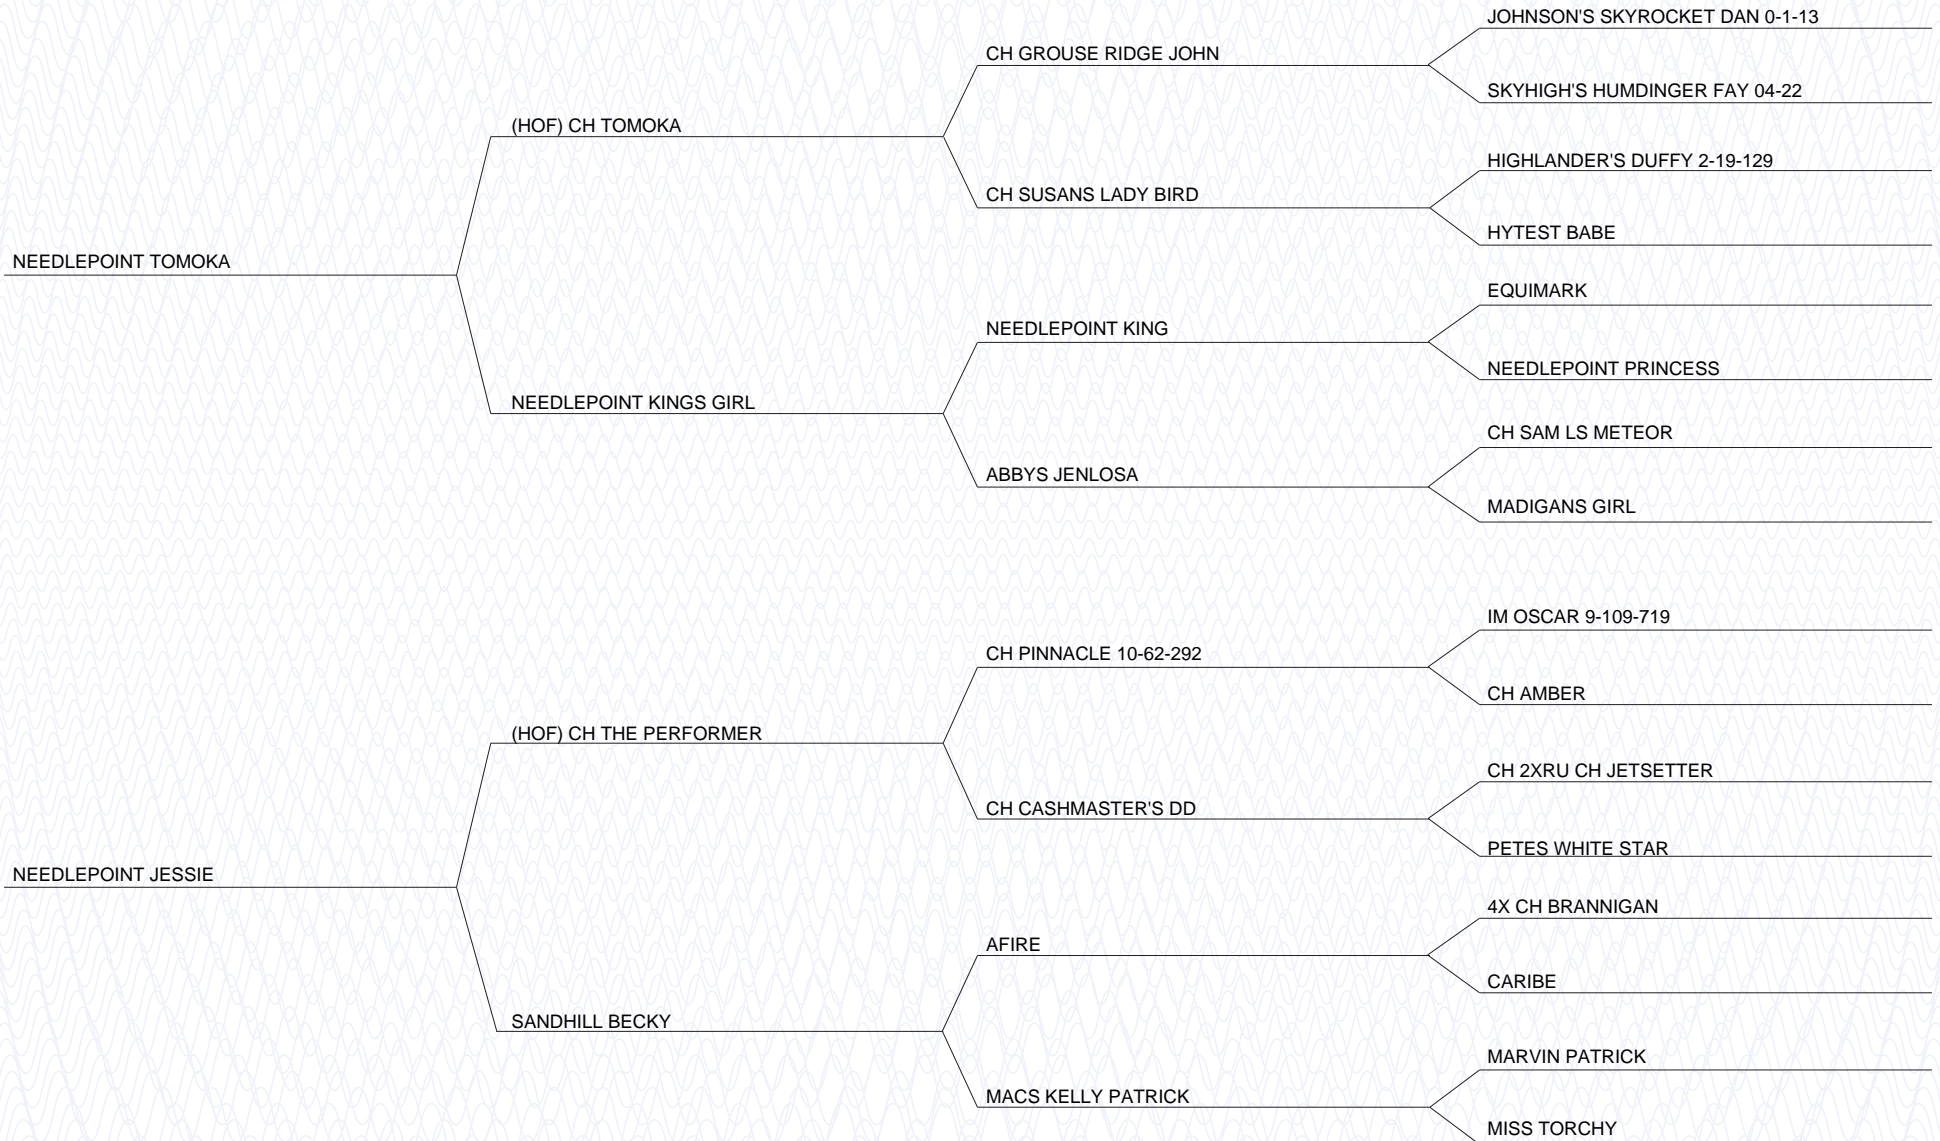 JOHNSON'S SKYROCKET DAN 0-1-13
CH GROUSE RIDGE JOHN
SKYHIGH'S HUMDINGER FAY 04-22
(HOF) CH TOMOKA
HIGHLANDER'S DUFFY 2-19-129
CH SUSANS LADY BIRD
HYTEST BABE
NEEDLEPOINT TOMOKA
EQUIMARK
NEEDLEPOINT KING
NEEDLEPOINT PRINCESS
NEEDLEPOINT KINGS GIRL
CH SAM LS METEOR
ABBYS JENLOSA
MADIGANS GIRL
IM OSCAR 9-109-719
CH PINNACLE 10-62-292
CH AMBER
(HOF) CH THE PERFORMER
CH 2XRU CH JETSETTER
CH CASHMASTER'S DD
PETES WHITE STAR
NEEDLEPOINT JESSIE
4X CH BRANNIGAN
AFIRE
CARIBE
SANDHILL BECKY
MARVIN PATRICK
MACS KELLY PATRICK
MISS TORCHY